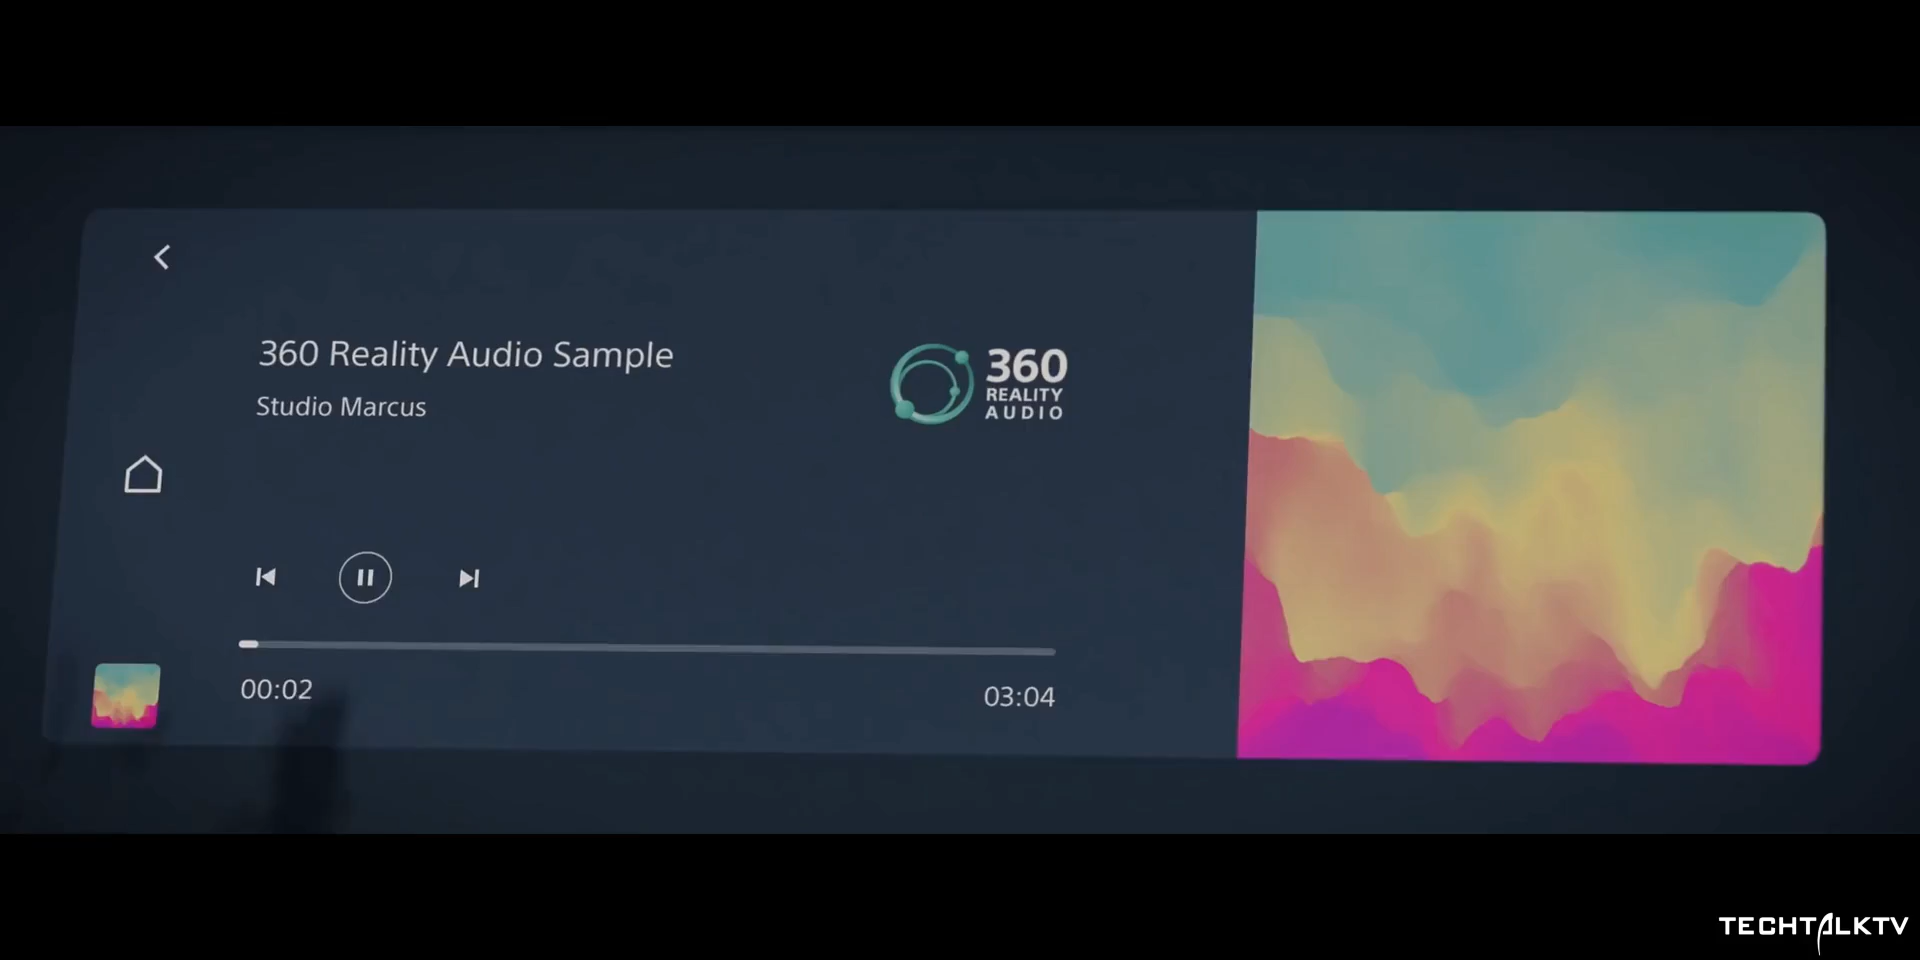 360 Reality Audio Sample
Studio Marcus
360
REALITY
AUDIO
00:02
03:04
TECHTALKTV